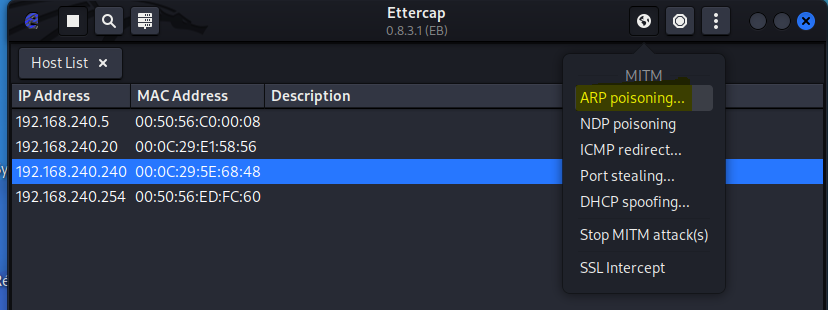 Ettercap
0.8.3.1 (EB)
Host List ×
IP Address MAC Address Description
192.168.240.5 00:50:56:C0:00:08
192.168.240.20 00:0C:29:E1:58:56
192.168.240.240 00:0C:29:5E:68:48
192.168.240.254 00:50:56:ED:FC:60
MITM
ARP poisoning...
NDP poisoning
ICMP redirect...
Port stealing...
DHCP spoofing...
Stop MITM attack(s)
SSL Intercept